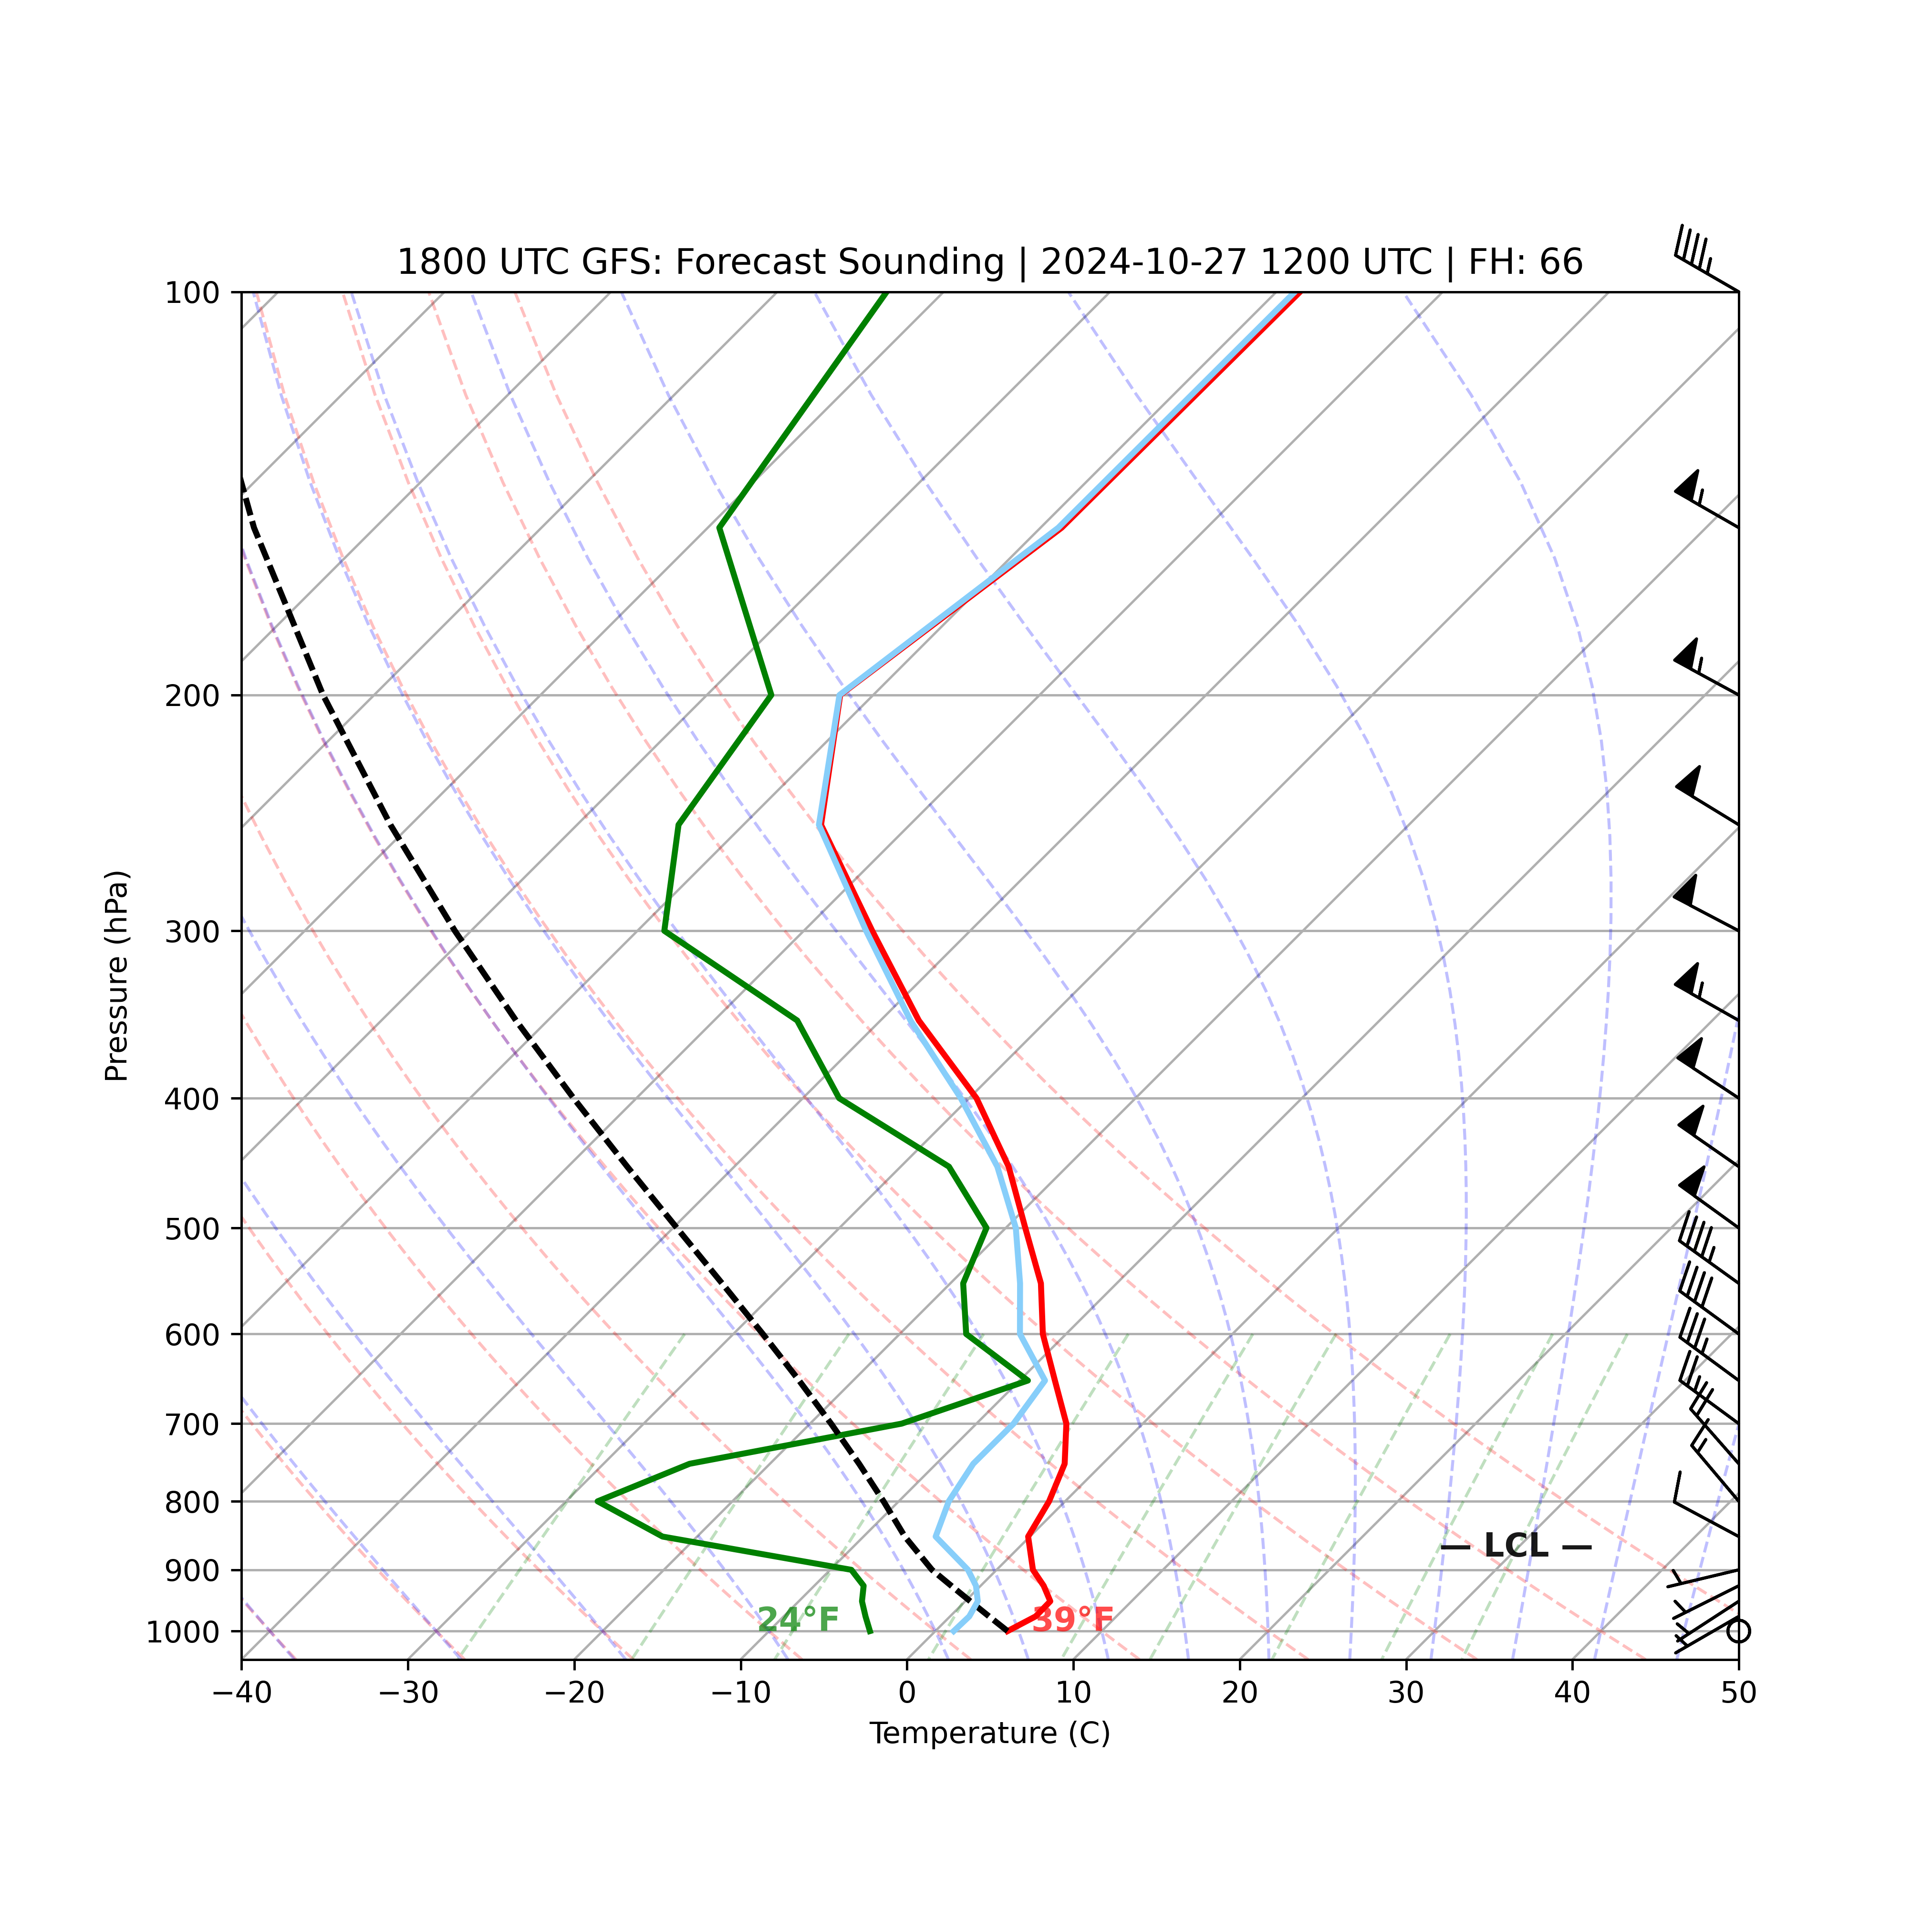 1800 UTC GFS: Forecast Sounding | 2024-10-27 1200 UTC | FH: 66
100
200
300
400
500
600
700
800
900
1000
Pressure (hPa)
— LCL —
24°F
39°F
−40 −30 −20 −10 0 10 20 30 40 50
Temperature (C)